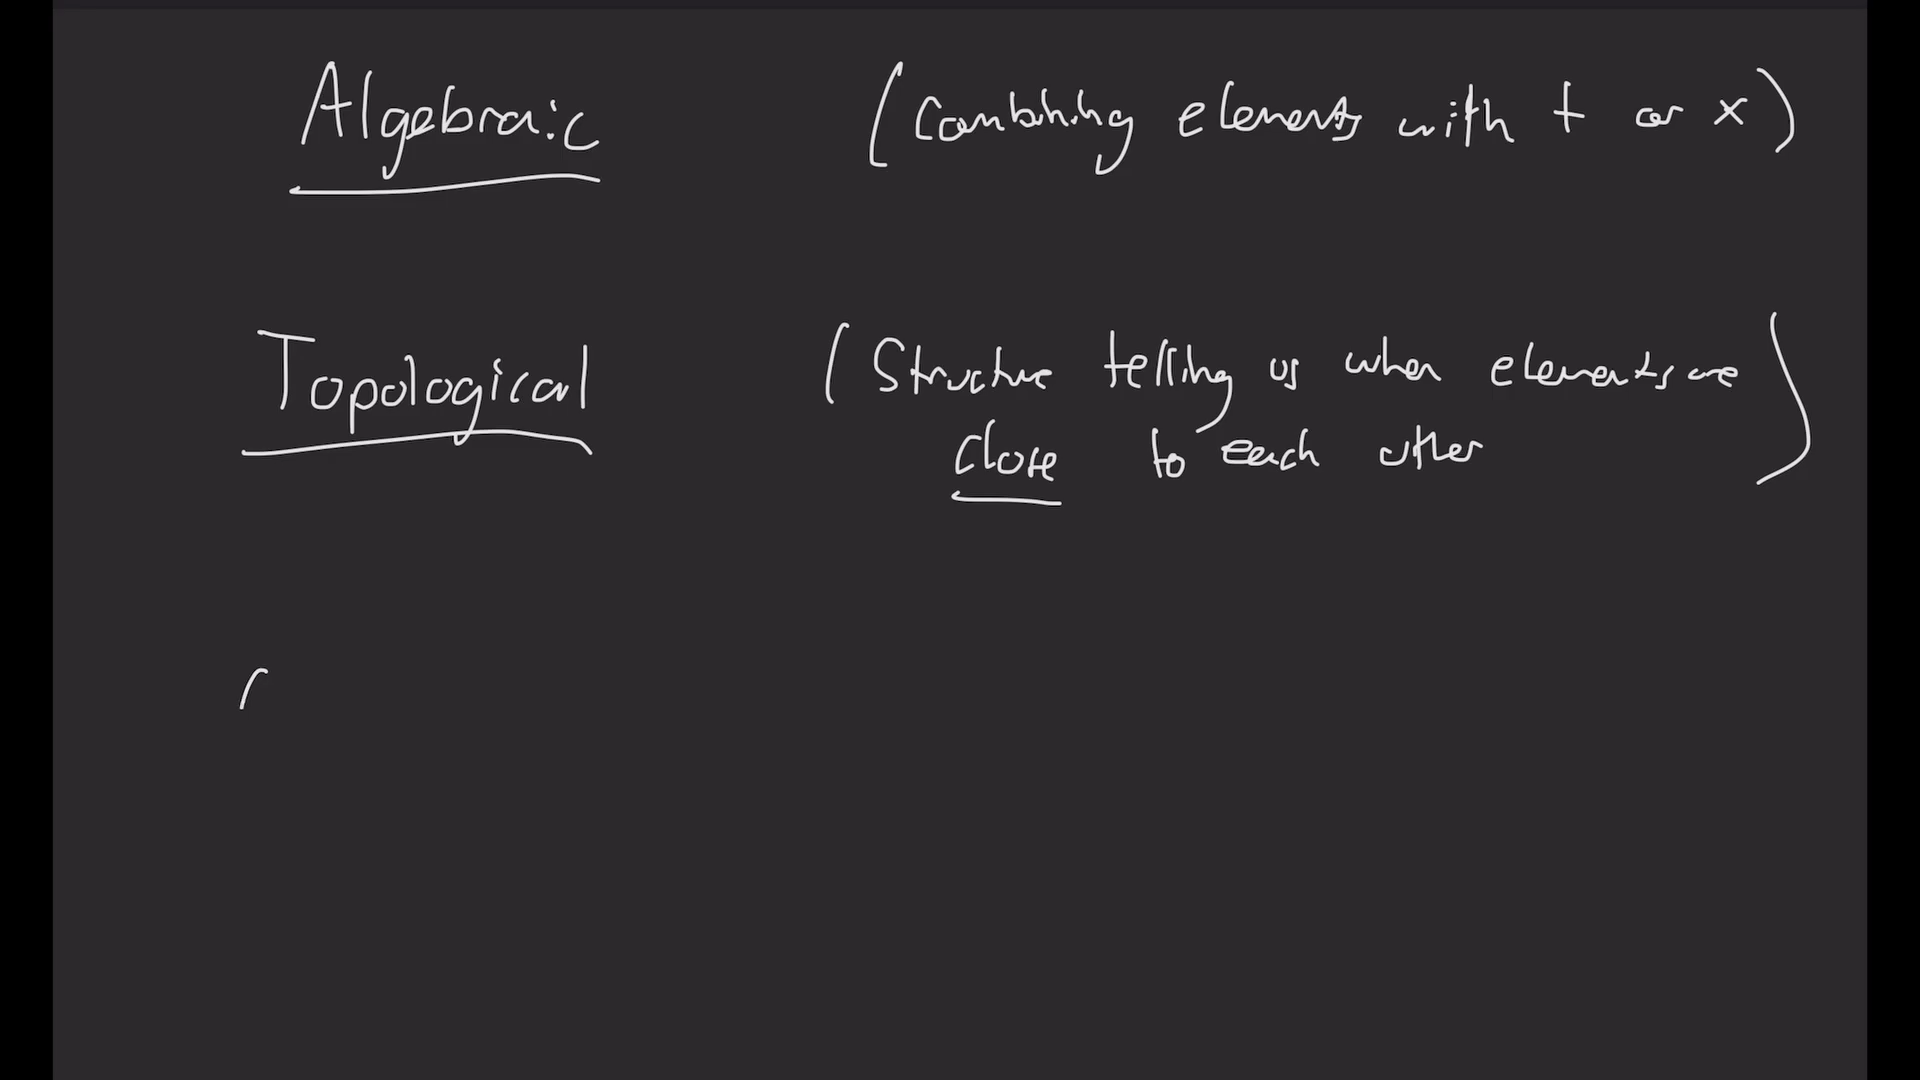 Algebraic (Combining elements with + or x)
Topological (Structure telling us when elements are
close to each other)
(